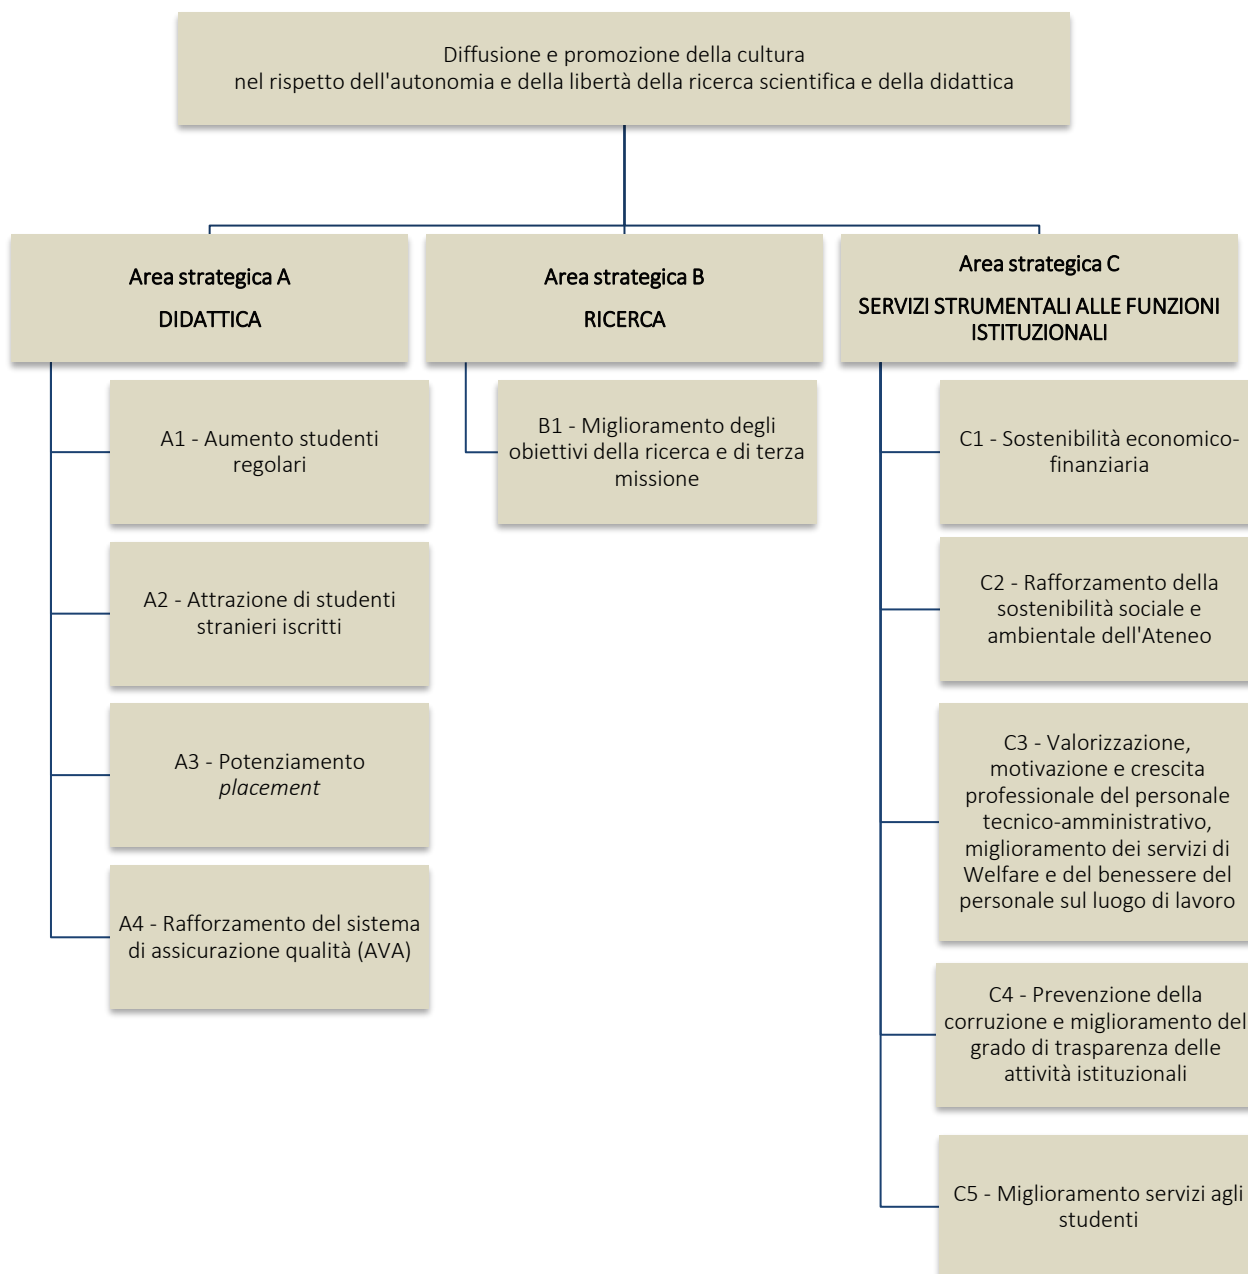 Diffusione e promozione della cultura
nel rispetto dell'autonomia e della libertà della ricerca scientifica e della didattica
Area strategica A
DIDATTICA
A1 - Aumento studenti
regolari
A2 - Attrazione di studenti
stranieri iscritti
A3 - Potenziamento
placement
A4 - Rafforzamento del sistema
di assicurazione qualità (AVA)
Area strategica B
RICERCA
B1 - Miglioramento degli
obiettivi della ricerca e di terza
missione
Area strategica C
SERVIZI STRUMENTALI ALLE FUNZIONI
ISTITUZIONALI
C1 - Sostenibilità economico-
finanziaria
C2 - Rafforzamento della
sostenibilità sociale e
ambientale dell'Ateneo
C3 - Valorizzazione,
motivazione e crescita
professionale del personale
tecnico-amministrativo,
miglioramento dei servizi di
Welfare e del benessere del
personale sul luogo di lavoro
C4 - Prevenzione della
corruzione e miglioramento del
grado di trasparenza delle
attività istituzionali
C5 - Miglioramento servizi agli
studenti